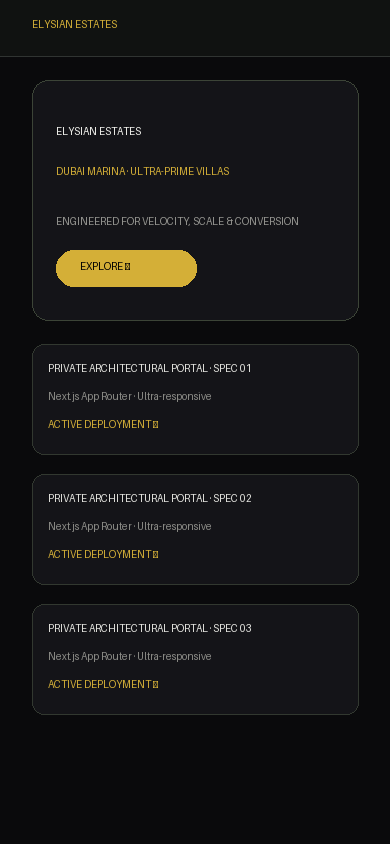 ELYSIAN ESTATES
ELYSIAN ESTATES
DUBAI MARINA · ULTRA-PRIME VILLAS
ENGINEERED FOR VELOCITY, SCALE & CONVERSION
EXPLORE
PRIVATE ARCHITECTURAL PORTAL · SPEC 01
Next.js App Router · Ultra-responsive
ACTIVE DEPLOYMENT
PRIVATE ARCHITECTURAL PORTAL · SPEC 02
Next.js App Router · Ultra-responsive
ACTIVE DEPLOYMENT
PRIVATE ARCHITECTURAL PORTAL · SPEC 03
Next.js App Router · Ultra-responsive
ACTIVE DEPLOYMENT